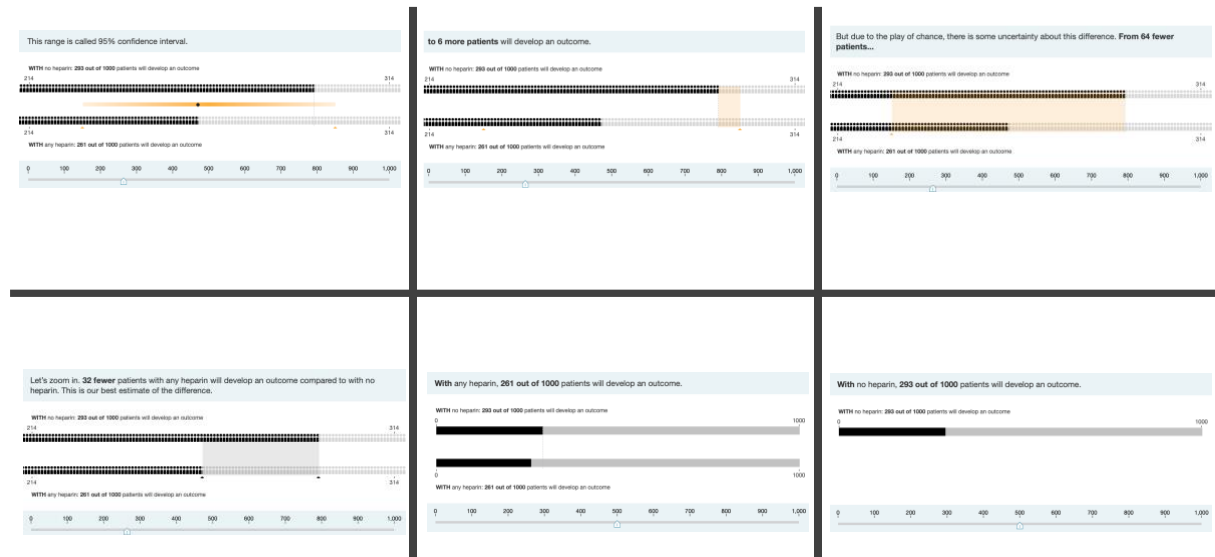 This range is called 95% confidence interval.
WITH no heparin: 293 out of 1000 patients will develop an outcome
214 314
214 314
WITH any heparin: 261 out of 1000 patients will develop an outcome
0 100 200 300 400 500 600 700 800 900 1,000
to 6 more patients will develop an outcome.
WITH no heparin: 293 out of 1000 patients will develop an outcome
214 314
214 314
WITH any heparin: 261 out of 1000 patients will develop an outcome
0 100 200 300 400 500 600 700 800 900 1,000
But due to the play of chance, there is some uncertainty about this difference. From 64 fewer
patients...
WITH no heparin: 293 out of 1000 patients will develop an outcome
214 314
214 314
WITH any heparin: 261 out of 1000 patients will develop an outcome
0 100 200 300 400 500 600 700 800 900 1,000
Let's zoom in. 32 fewer patients with any heparin will develop an outcome compared to with no
heparin. This is our best estimate of the difference.
WITH no heparin: 293 out of 1000 patients will develop an outcome
214 314
214 314
WITH any heparin: 261 out of 1000 patients will develop an outcome
0 100 200 300 400 500 600 700 800 900 1,000
With any heparin, 261 out of 1000 patients will develop an outcome.
WITH no heparin: 293 out of 1000 patients will develop an outcome
0 1000
0 1000
WITH any heparin: 261 out of 1000 patients will develop an outcome
0 100 200 300 400 500 600 700 800 900 1,000
With no heparin, 293 out of 1000 patients will develop an outcome.
WITH no heparin: 293 out of 1000 patients will develop an outcome
0 1000
0 100 200 300 400 500 600 700 800 900 1,000